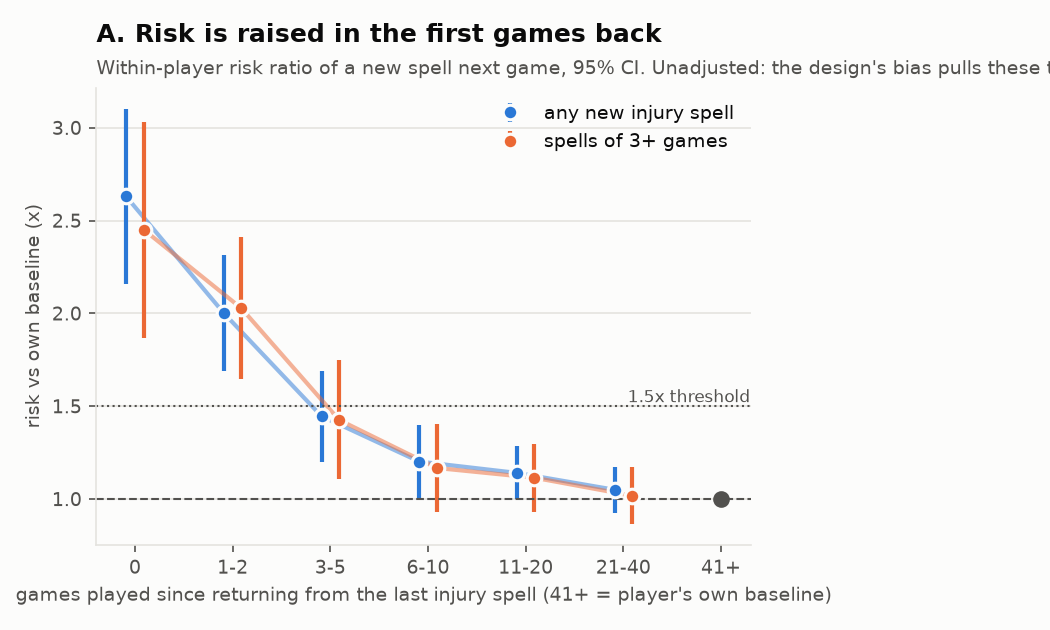 A. Risk is raised in the first games back
Within-player risk ratio of a new spell next game, 95% CI. Unadjusted: the design's bias pulls these
any new injury spell
spells of 3+ games
risk vs own baseline (x)
3.0
2.5
2.0
1.5
1.0
1.5x threshold
0 1-2 3-5 6-10 11-20 21-40 41+
games played since returning from the last injury spell (41+ = player's own baseline)